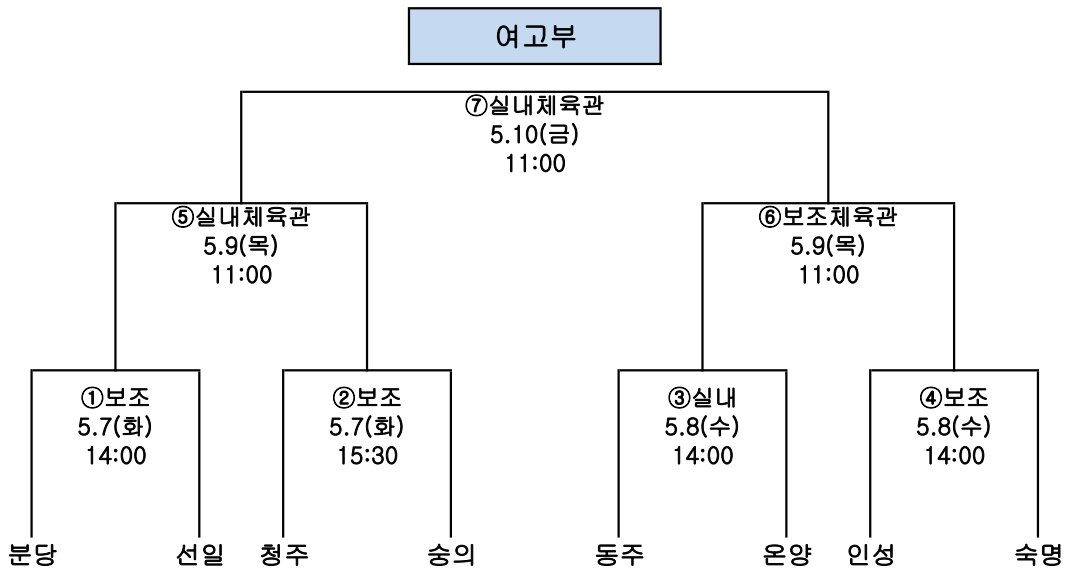 여고부
⑦실내체육관
5.10(금)
11:00
⑤실내체육관
5.9(목)
11:00
⑥보조체육관
5.9(목)
11:00
①보조
5.7(화)
14:00
②보조
5.7(화)
15:30
③실내
5.8(수)
14:00
④보조
5.8(수)
14:00
분당 선일 청주 숭의 동주 온양 인성 숙명